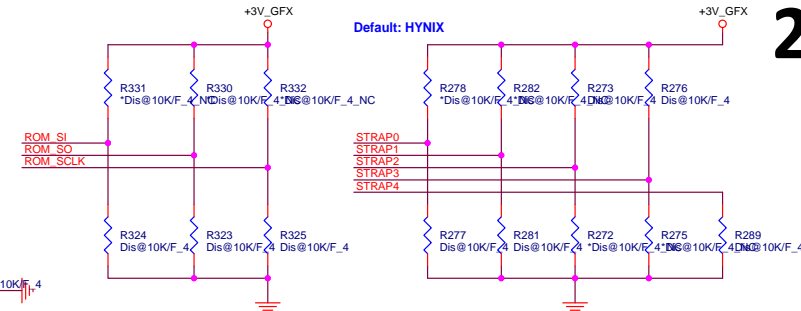 +3V_GFX
+3V_GFX
2
Default: HYNIX
R331
*Dis@10K/F_4_NC
R330
*Dis@10K/F_4_NC
R332
*Dis@10K/F_4_NC
R278
*Dis@10K/F_4_NC
R282
*Dis@10K/F_4_NC
R273
Dis@10K/F_4
R276
Dis@10K/F_4
ROM_SI
ROM_SO
ROM_SCLK
STRAP0
STRAP1
STRAP2
STRAP3
STRAP4
R324
Dis@10K/F_4
R323
Dis@10K/F_4
R325
Dis@10K/F_4
R277
Dis@10K/F_4
R281
Dis@10K/F_4
R272
*Dis@10K/F_4_NC
R275
*Dis@10K/F_4_NC
R289
Dis@10K/F_4
10K/F_4